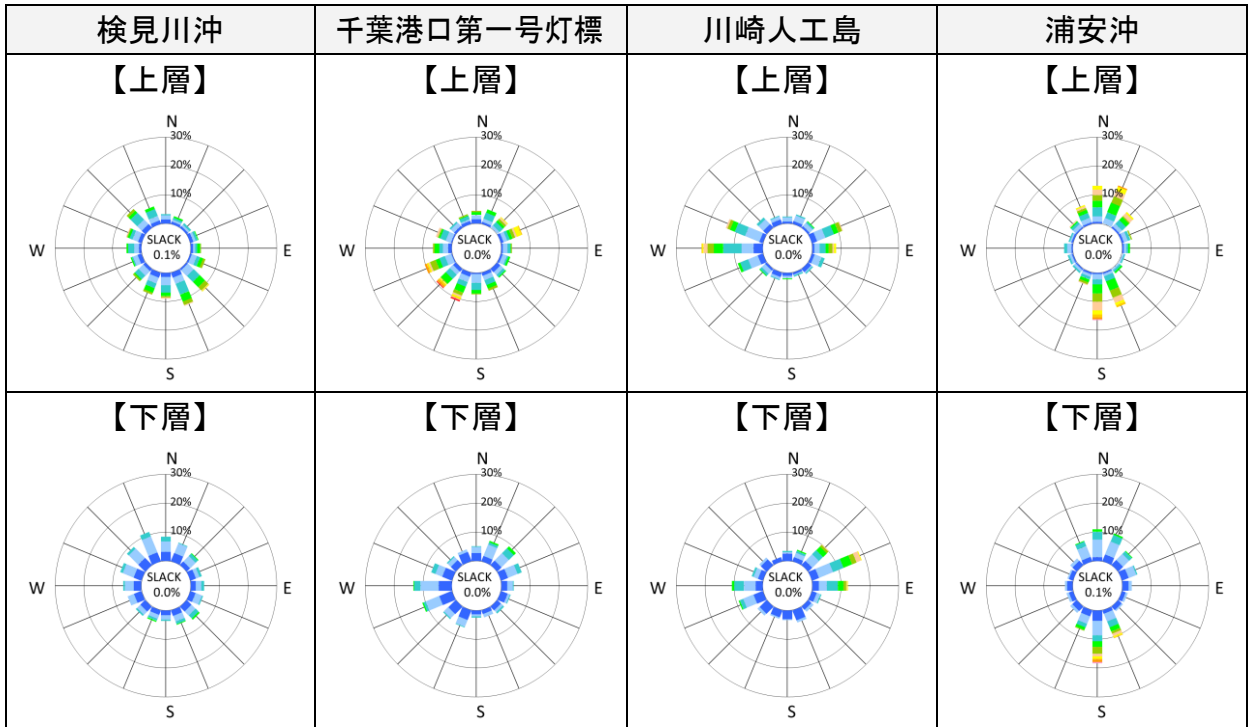 検見川沖
千葉港口第一号灯標
川崎人工島
浦安沖
【上層】
N
30%
20%
10%
W
SLACK
0.1%
E
S
【上層】
N
30%
20%
10%
W
SLACK
0.0%
E
S
【上層】
N
30%
20%
10%
W
SLACK
0.0%
E
S
【上層】
N
30%
20%
10%
W
SLACK
0.0%
E
S
【下層】
N
30%
20%
10%
W
SLACK
0.0%
E
S
【下層】
N
30%
20%
10%
W
SLACK
0.0%
E
S
【下層】
N
30%
20%
10%
W
SLACK
0.0%
E
S
【下層】
N
30%
20%
10%
W
SLACK
0.1%
E
S